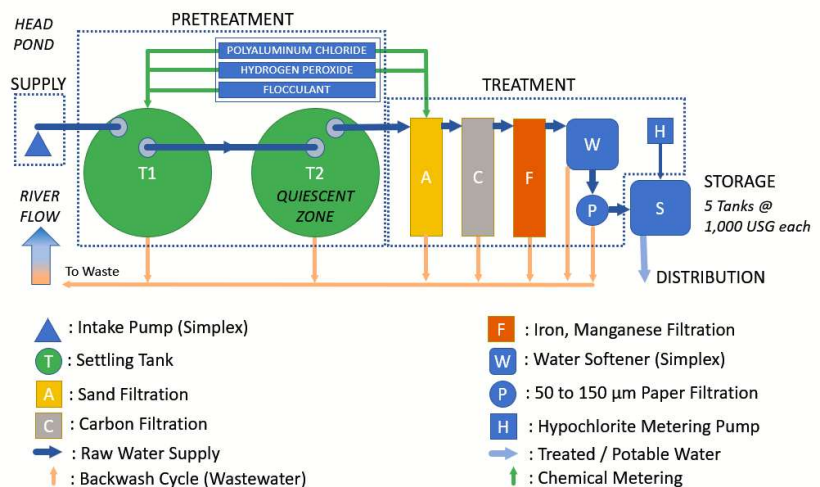 HEAD
POND
PRETREATMENT
POLYALUMINUM CHLORIDE
HYDROGEN PEROXIDE
FLOCCULANT
SUPPLY
TREATMENT
T1
T2
QUIESCENT
ZONE
A
C
F
W
H
P
S
STORAGE
5 Tanks @
1,000 USG each
RIVER
FLOW
To Waste
DISTRIBUTION
: Intake Pump (Simplex)
T : Settling Tank
A : Sand Filtration
C : Carbon Filtration
: Raw Water Supply
: Backwash Cycle (Wastewater)
F : Iron, Manganese Filtration
W : Water Softener (Simplex)
P : 50 to 150 µm Paper Filtration
H : Hypochlorite Metering Pump
: Treated / Potable Water
: Chemical Metering